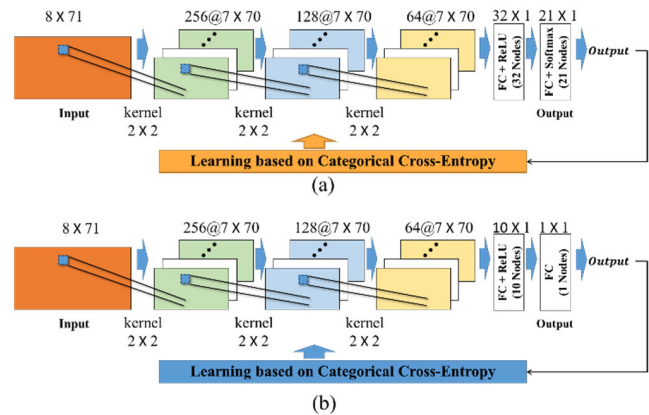 8 X 71
256@7 X 70
128@7 X 70
64@7 X 70
32 X 1
21 X 1
FC + ReLU
(32 Nodes)
FC + Softmax
(21 Nodes)
Output
Input
kernel
2 X 2
kernel
2 X 2
kernel
2 X 2
Output
Learning based on Categorical Cross-Entropy
(a)
8 X 71
256@7 X 70
128@7 X 70
64@7 X 70
10 X 1
1 X 1
FC + ReLU
(10 Nodes)
FC
(1 Nodes)
Output
Input
kernel
2 X 2
kernel
2 X 2
kernel
2 X 2
Output
Learning based on Categorical Cross-Entropy
(b)